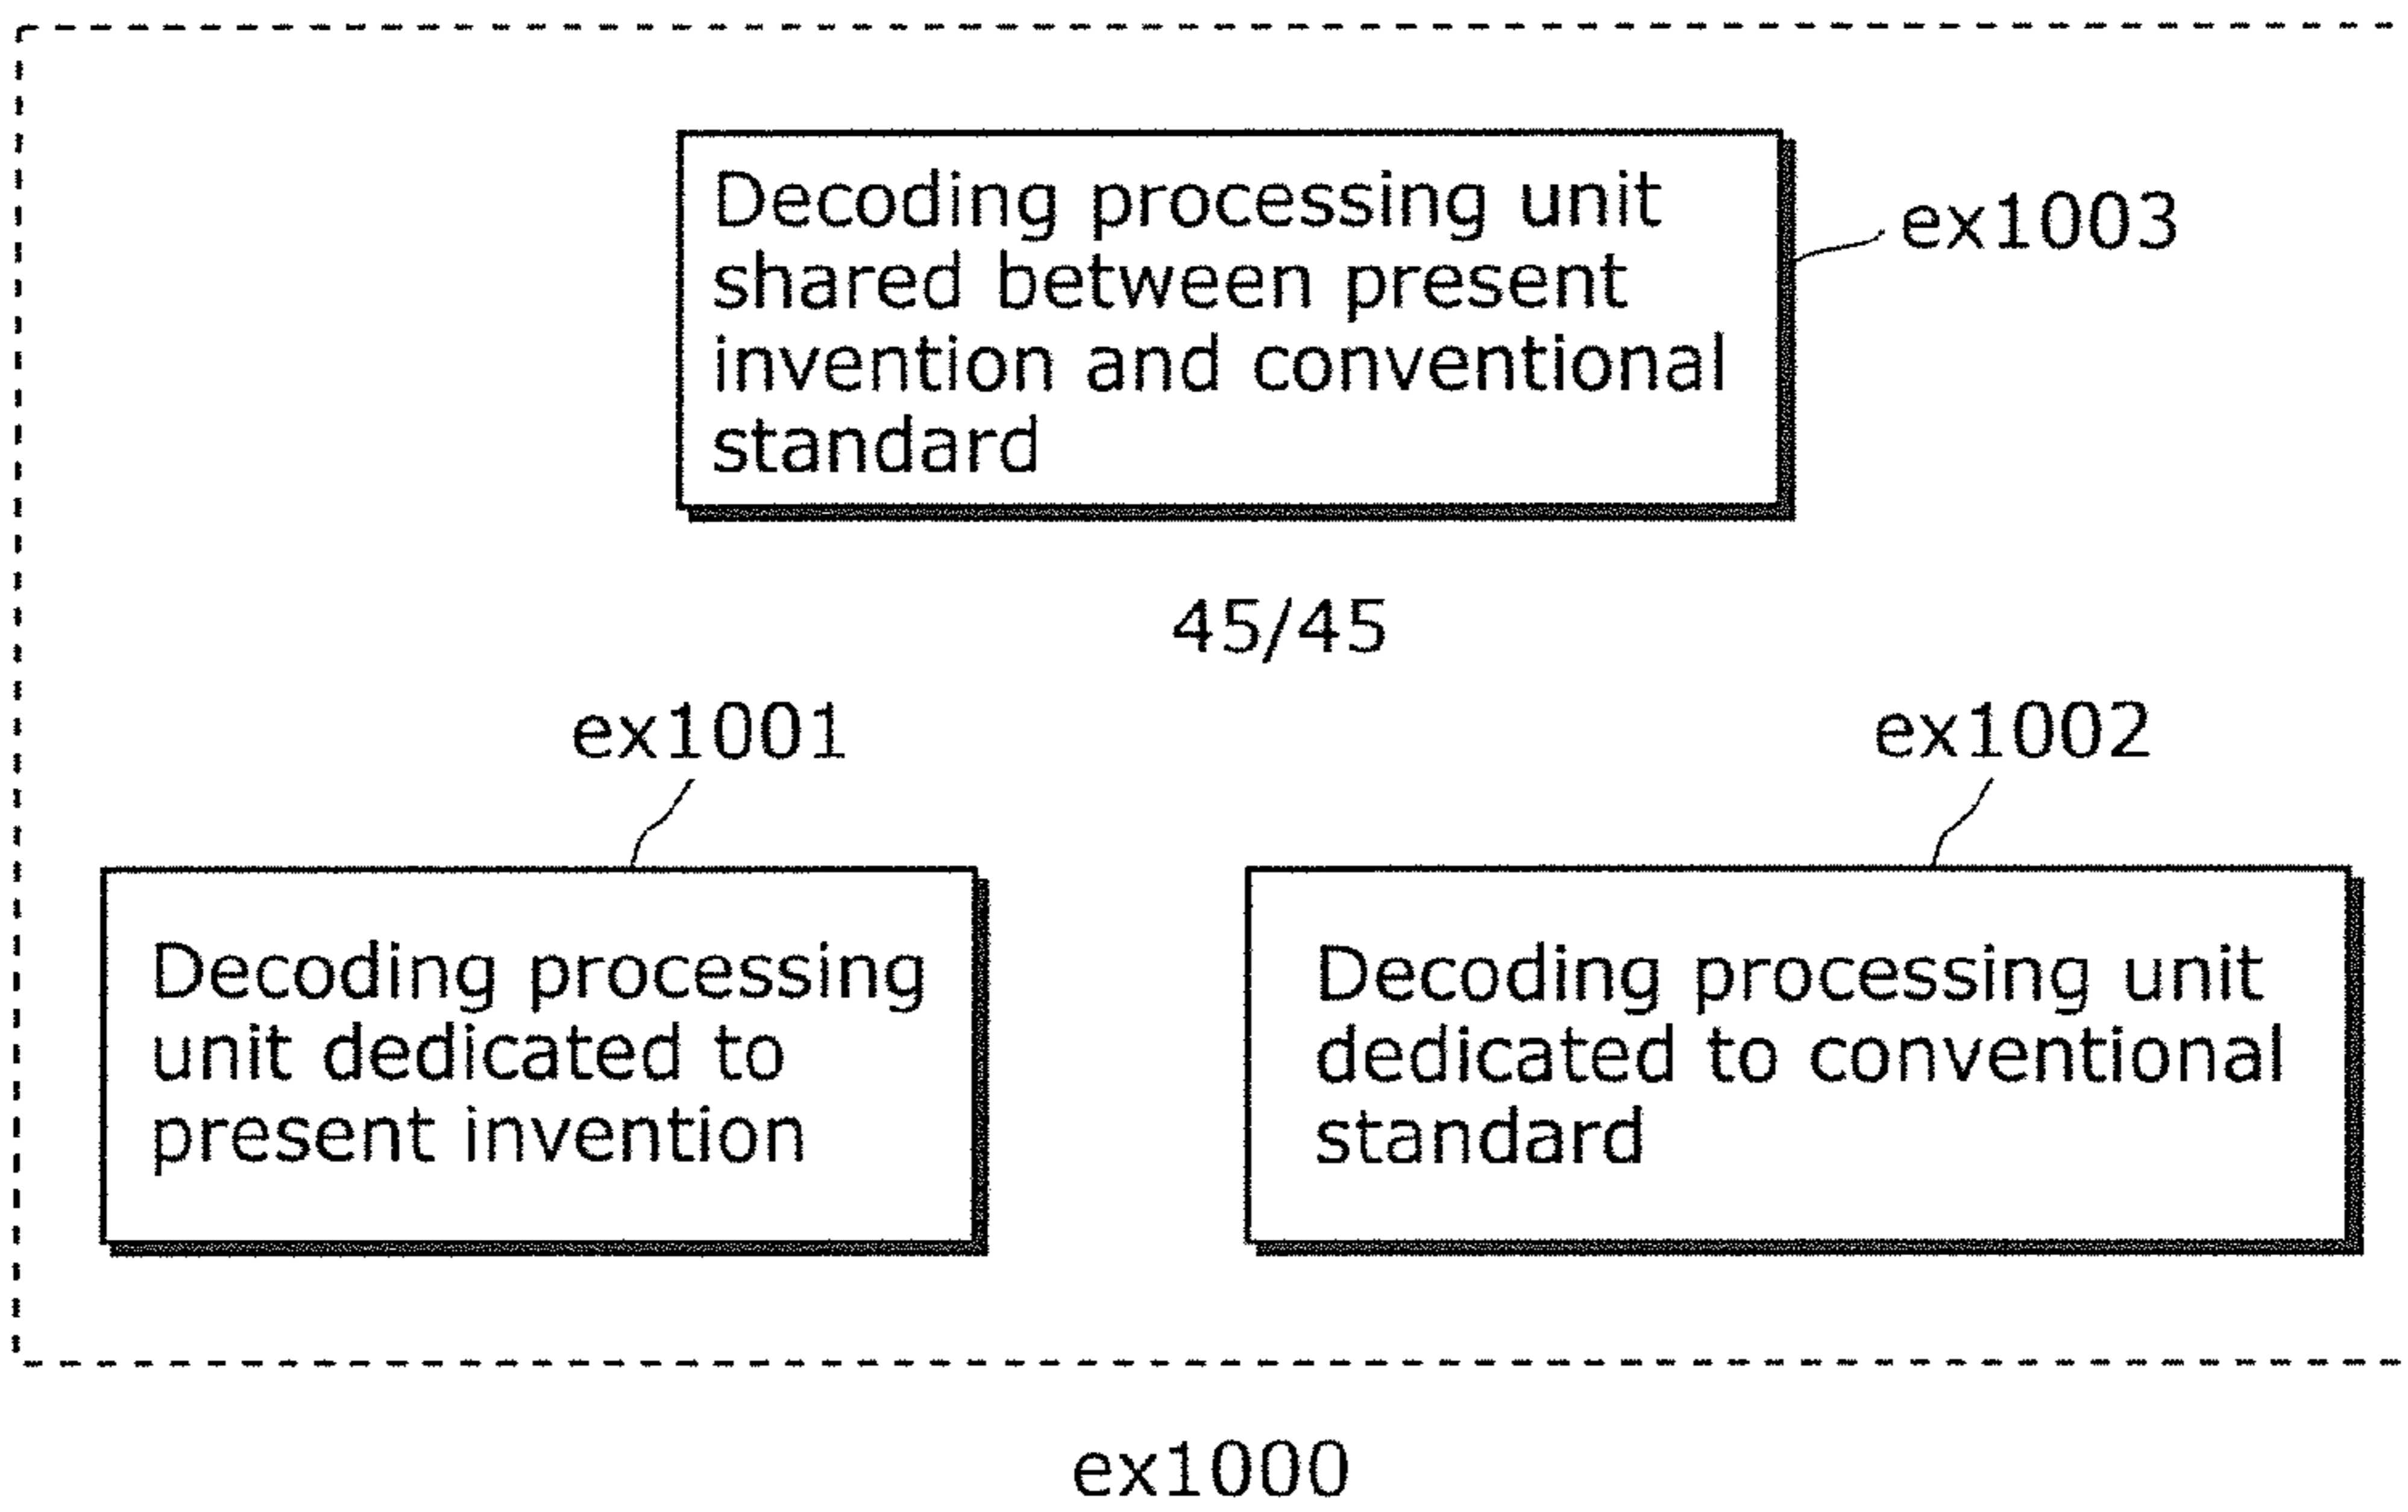 Decoding processing unit
shared between present
invention and conventional
standard
ex1003
45/45
ex1001
ex1002
Decoding processing
unit dedicated to
present invention
Decoding processing unit
dedicated to conventional
standard
ex1000